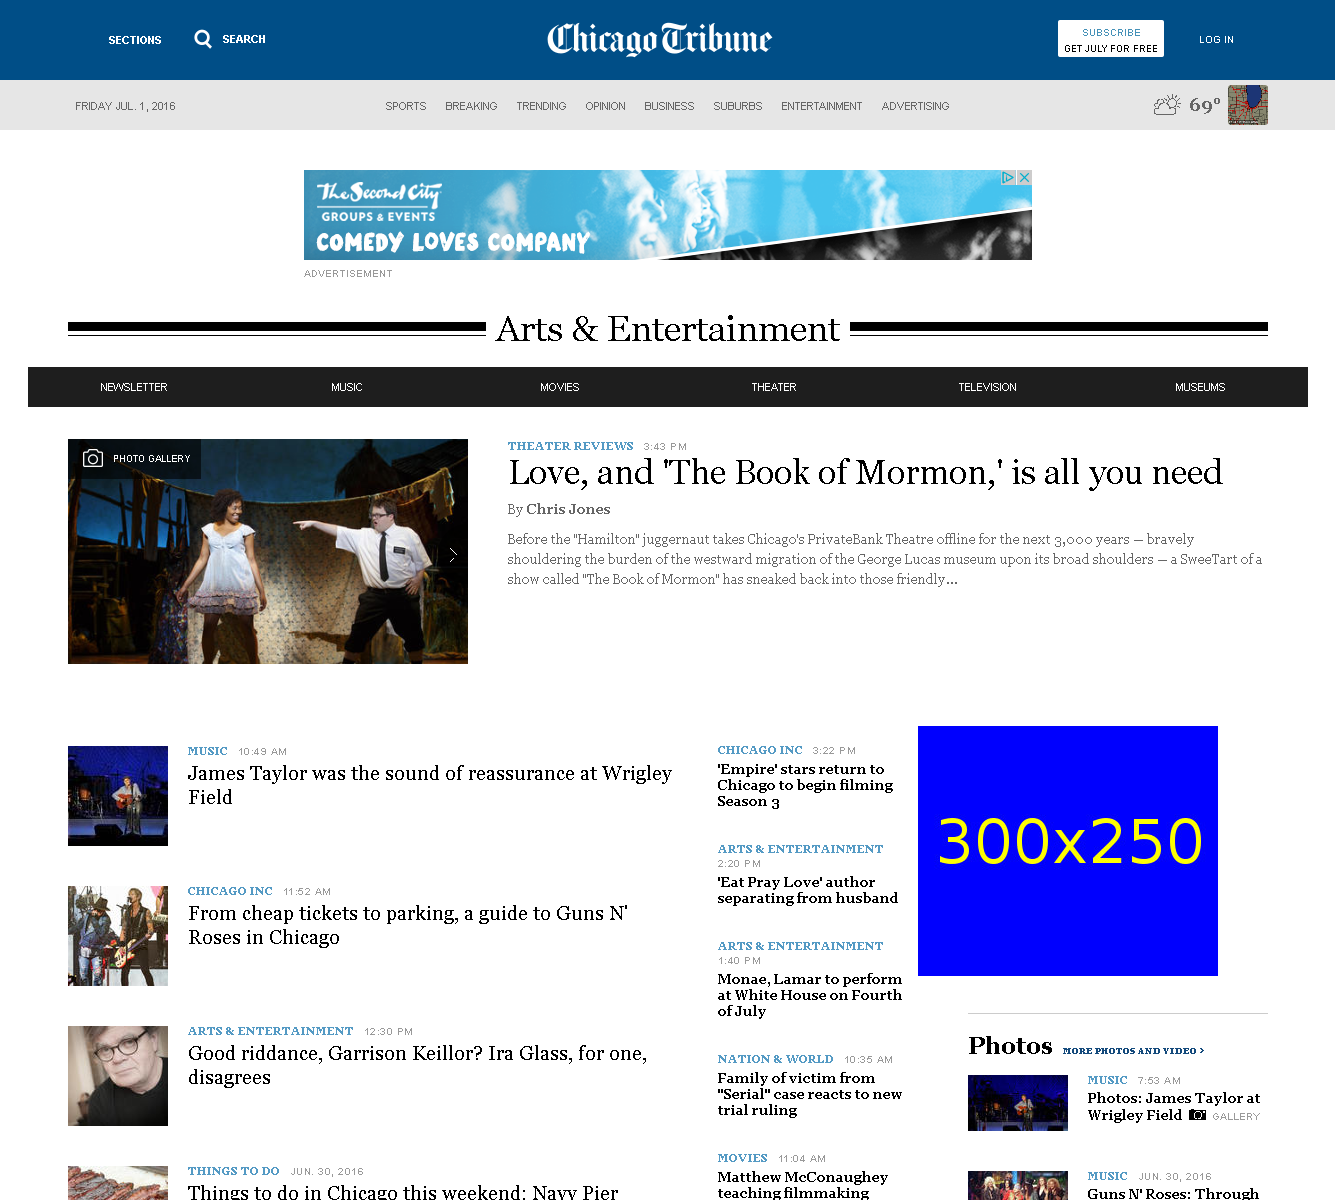 SECTIONS
SEARCH
Chicago Tribune
SUBSCRIBE
GET JULY FOR FREE
LOG IN
FRIDAY JUL. 1, 2016
SPORTS BREAKING TRENDING OPINION BUSINESS SUBURBS ENTERTAINMENT ADVERTISING
69º
The Second City
GROUPS & EVENTS
COMEDY LOVES COMPANY
ADVERTISEMENT
Arts & Entertainment
NEWSLETTER MUSIC MOVIES THEATER TELEVISION MUSEUMS
PHOTO GALLERY
THEATER REVIEWS 3:43 PM
Love, and 'The Book of Mormon,' is all you need
By Chris Jones
Before the "Hamilton" juggernaut takes Chicago's PrivateBank Theatre offline for the next 3,000 years — bravely
shouldering the burden of the westward migration of the George Lucas museum upon its broad shoulders — a SweeTart of a
show called "The Book of Mormon" has sneaked back into those friendly...
MUSIC 10:49 AM
James Taylor was the sound of reassurance at Wrigley
Field
CHICAGO INC 11:52 AM
From cheap tickets to parking, a guide to Guns N'
Roses in Chicago
ARTS & ENTERTAINMENT 12:30 PM
Good riddance, Garrison Keillor? Ira Glass, for one,
disagrees
THINGS TO DO JUN. 30, 2016
Things to do in Chicago this weekend: Navy Pier
CHICAGO INC 3:22 PM
'Empire' stars return to
Chicago to begin filming
Season 3
ARTS & ENTERTAINMENT
2:20 PM
'Eat Pray Love' author
separating from husband
ARTS & ENTERTAINMENT
1:40 PM
Monae, Lamar to perform
at White House on Fourth
of July
NATION & WORLD 10:35 AM
Family of victim from
"Serial" case reacts to new
trial ruling
MOVIES 11:04 AM
Matthew McConaughey
teaching filmmaking
300x250
Photos MORE PHOTOS AND VIDEO ›
MUSIC 7:53 AM
Photos: James Taylor at
Wrigley Field GALLERY
MUSIC JUN. 30, 2016
Guns N' Roses: Through